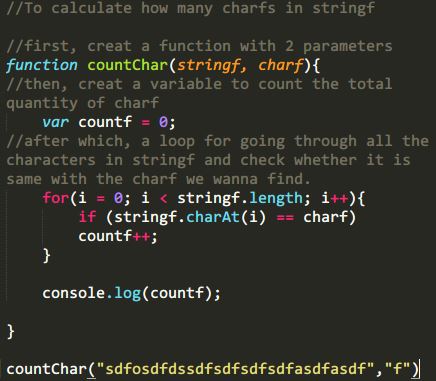 //To calculate how many charfs in stringf
//first, creat a function with 2 parameters
function countChar(stringf, charf){
//then, creat a variable to count the total
quantity of charf
var countf = 0;
//after which, a loop for going through all the
characters in stringf and check whether it is
same with the charf we wanna find.
for(i = 0; i < stringf.length; i++){
if (stringf.charAt(i) == charf)
countf++;
}
console.log(countf);
}
countChar("sdfosdfdssdfsdfsdfsdfasdfasdf","f")